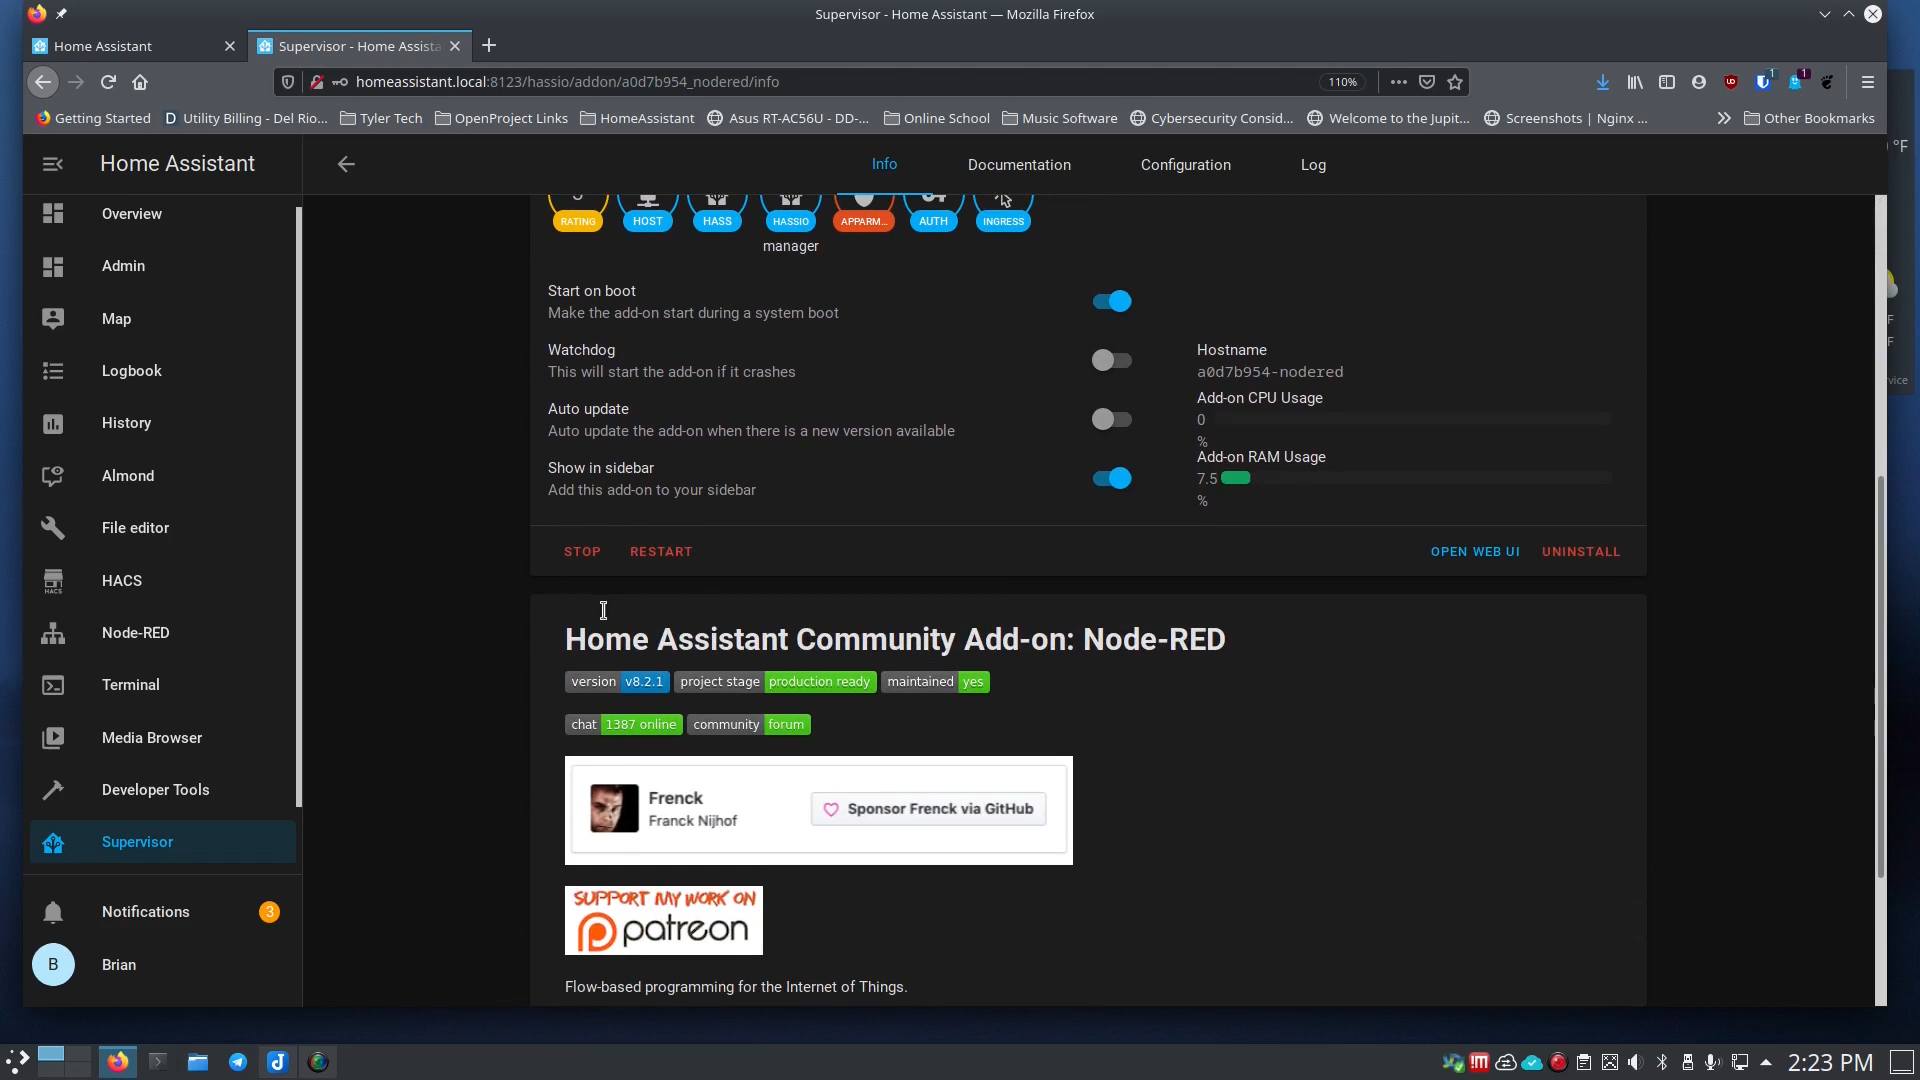 Supervisor - Home Assistant — Mozilla Firefox
Home Assistant
Supervisor - Home Assista
homeassistant.local:8123/hassio/addon/a0d7b954_nodered/info
110%
1
1
Getting Started
Utility Billing - Del Rio...
Tyler Tech
OpenProject Links
HomeAssistant
Asus RT-AC56U - DD-...
Online School
Music Software
Cybersecurity Consid...
Welcome to the Jupit...
Screenshots | Nginx ...
Other Bookmarks
°F
Home Assistant
Info
Documentation
Configuration
Log
Overview
Admin
Map
Logbook
History
Almond
File editor
HACS
HACS
Node-RED
Terminal
Media Browser
Developer Tools
Supervisor
Notifications
3
B
Brian
RATING
HOST
HASS
HASSIO
APPARM...
AUTH
INGRESS
manager
Start on boot
Make the add-on start during a system boot
Watchdog
This will start the add-on if it crashes
Auto update
Auto update the add-on when there is a new version available
Show in sidebar
Add this add-on to your sidebar
Hostname
a0d7b954-nodered
Add-on CPU Usage
0
%
Add-on RAM Usage
7.5
%
STOP
RESTART
OPEN WEB UI
UNINSTALL
Home Assistant Community Add-on: Node-RED
version v8.2.1 project stage production ready maintained yes
chat 1387 online community forum
Frenck
Franck Nijhof
Sponsor Frenck via GitHub
SUPPORT MY WORK ON
patreon
Flow-based programming for the Internet of Things.
F
F
vice
2:23 PM